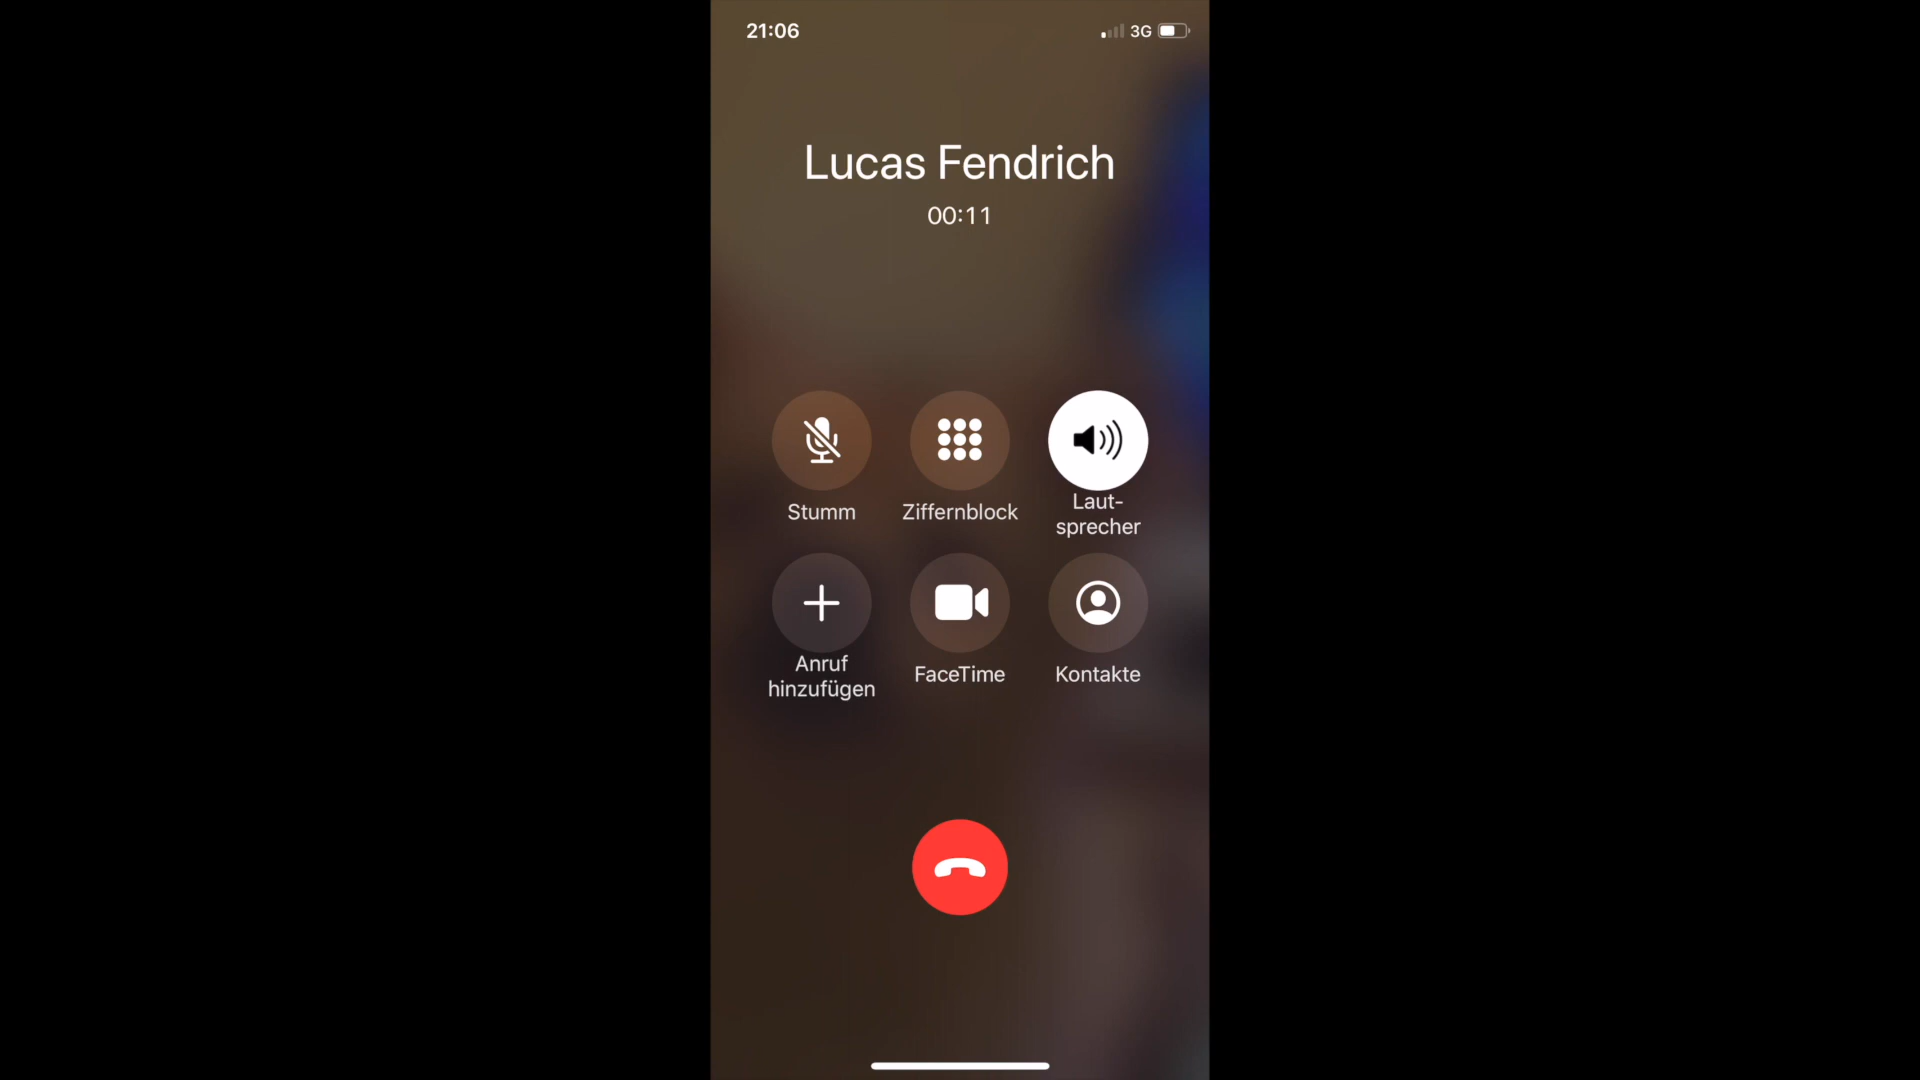 21:06
3G
Lucas Fendrich
00:11
Stumm
Ziffernblock
Laut-
sprecher
Anruf
hinzufügen
FaceTime
Kontakte